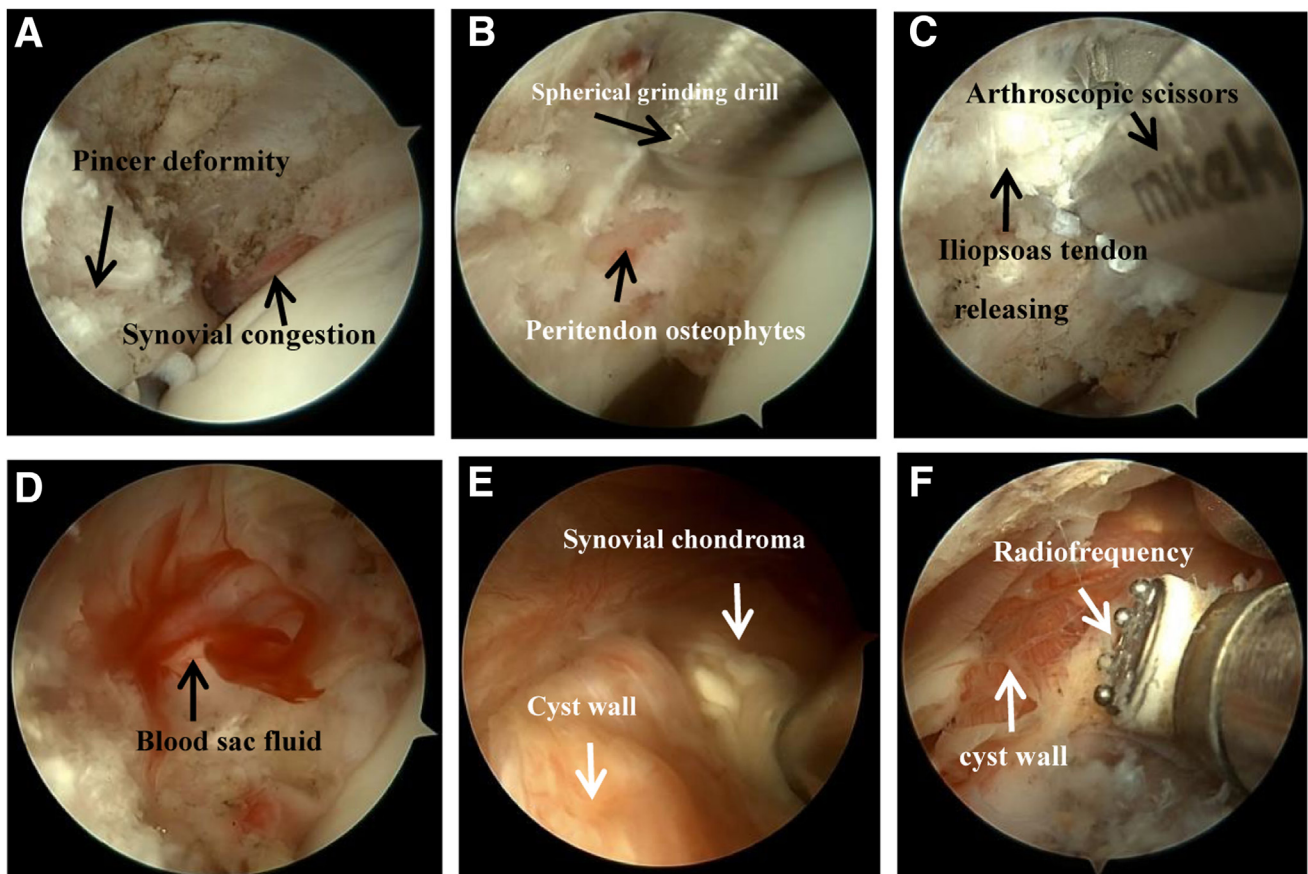 A
Pincer deformity
Synovial congestion
B
Spherical grinding drill
Peritendon osteophytes
C
Arthroscopic scissors
mitek
Iliopsoas tendon
releasing
D
Blood sac fluid
E
Synovial chondroma
Cyst wall
F
Radiofrequency
cyst wall